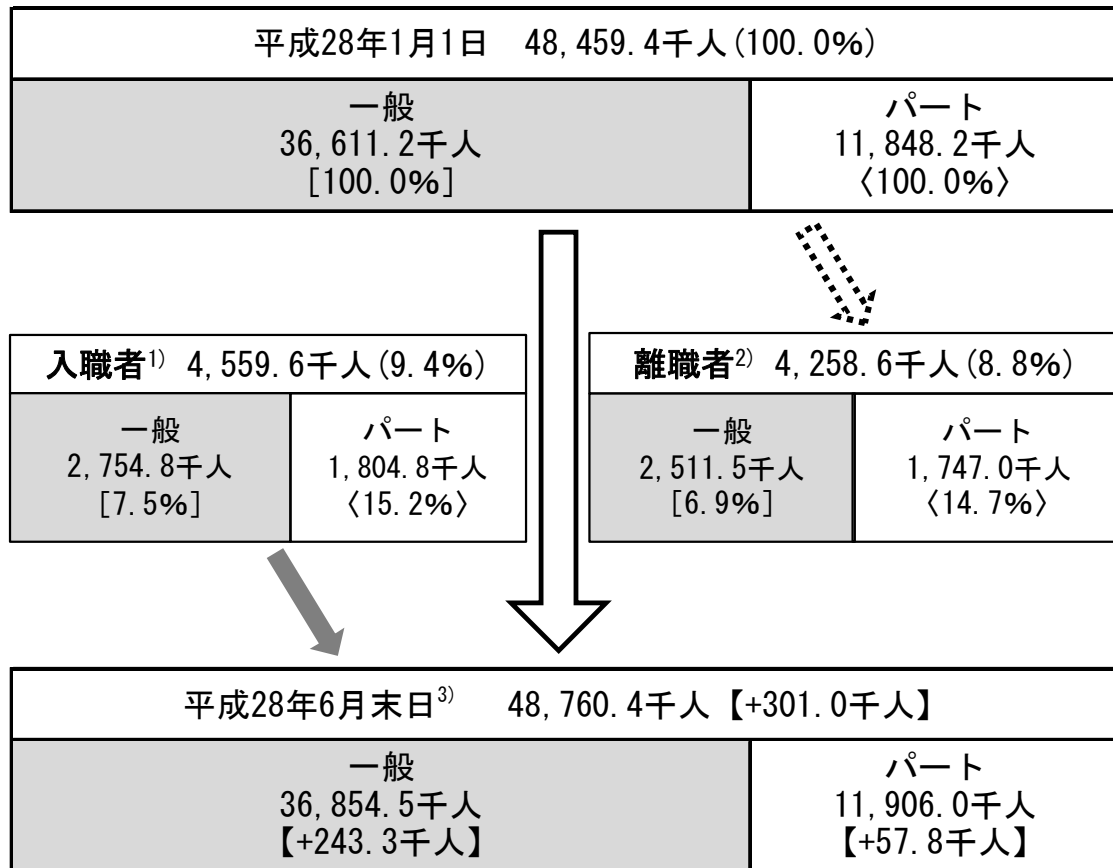 平成28年1月1日　48,459.4千人(100.0%)
一般
36,611.2千人
[100.0%]
パート
11,848.2千人
〈100.0%〉
入職者1) 4,559.6千人(9.4%)
一般
2,754.8千人
[7.5%]
パート
1,804.8千人
〈15.2%〉
離職者2) 4,258.6千人(8.8%)
一般
2,511.5千人
[6.9%]
パート
1,747.0千人
〈14.7%〉
平成28年6月末日3)　48,760.4千人【+301.0千人】
一般
36,854.5千人
【+243.3千人】
パート
11,906.0千人
【+57.8千人】